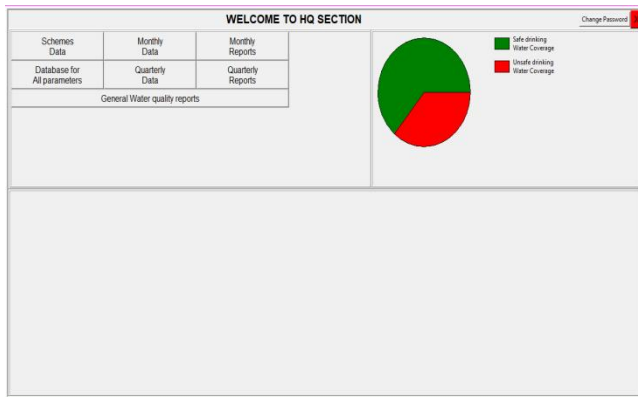 WELCOME TO HQ SECTION
Change Password
Schemes
Data
Monthly
Data
Monthly
Reports
Database for
All parameters
Quarterly
Data
Quarterly
Reports
General Water quality reports
Safe drinking
Water Coverage
Unsafe drinking
Water Coverage